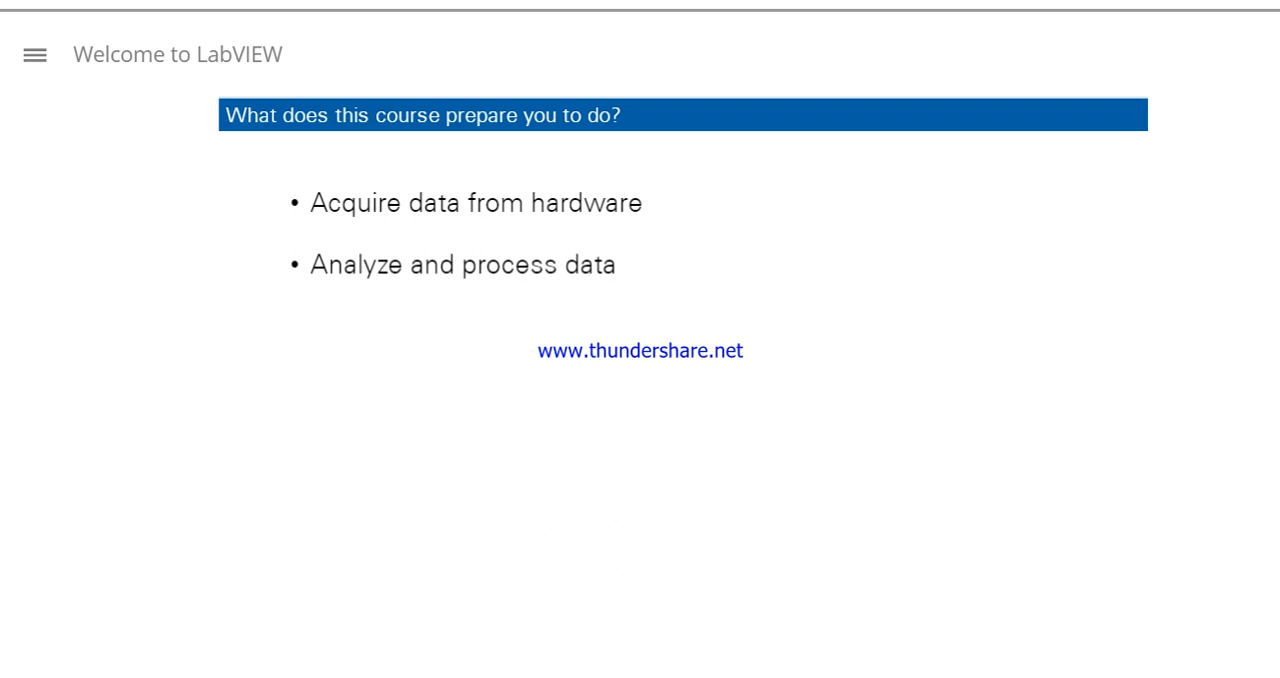 Welcome to LabVIEW
What does this course prepare you to do?
• Acquire data from hardware
• Analyze and process data
www.thundershare.net